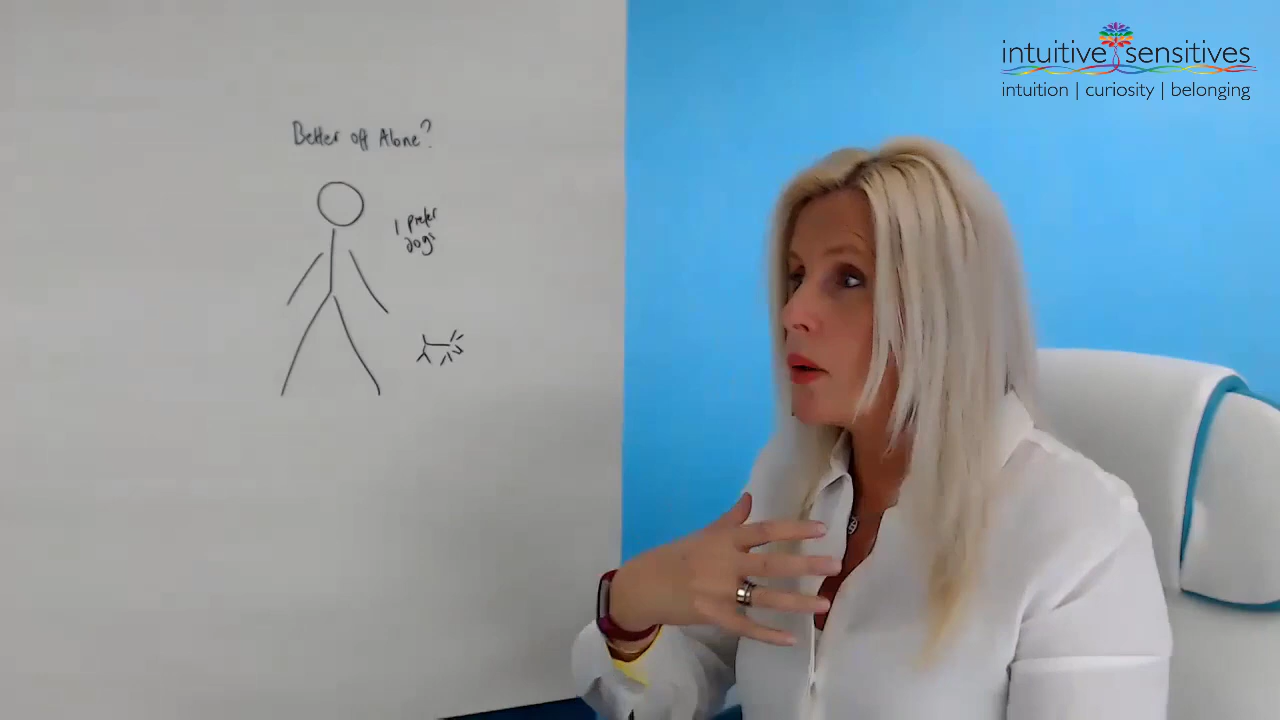 intuitive sensitives
intuition | curiosity | belonging
Better off Alone?
I prefer
dogs